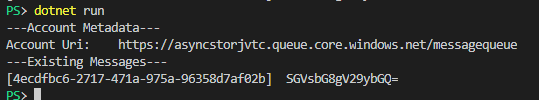 PS> dotnet run
---Account Metadata---
Account Uri:    https://asyncstorjvtc.queue.core.windows.net/messagequeue
---Existing Messages---
[4ecdfbc6-2717-471a-975a-96358d7af02b]  SGVsbG8gV29ybGQ=
PS>